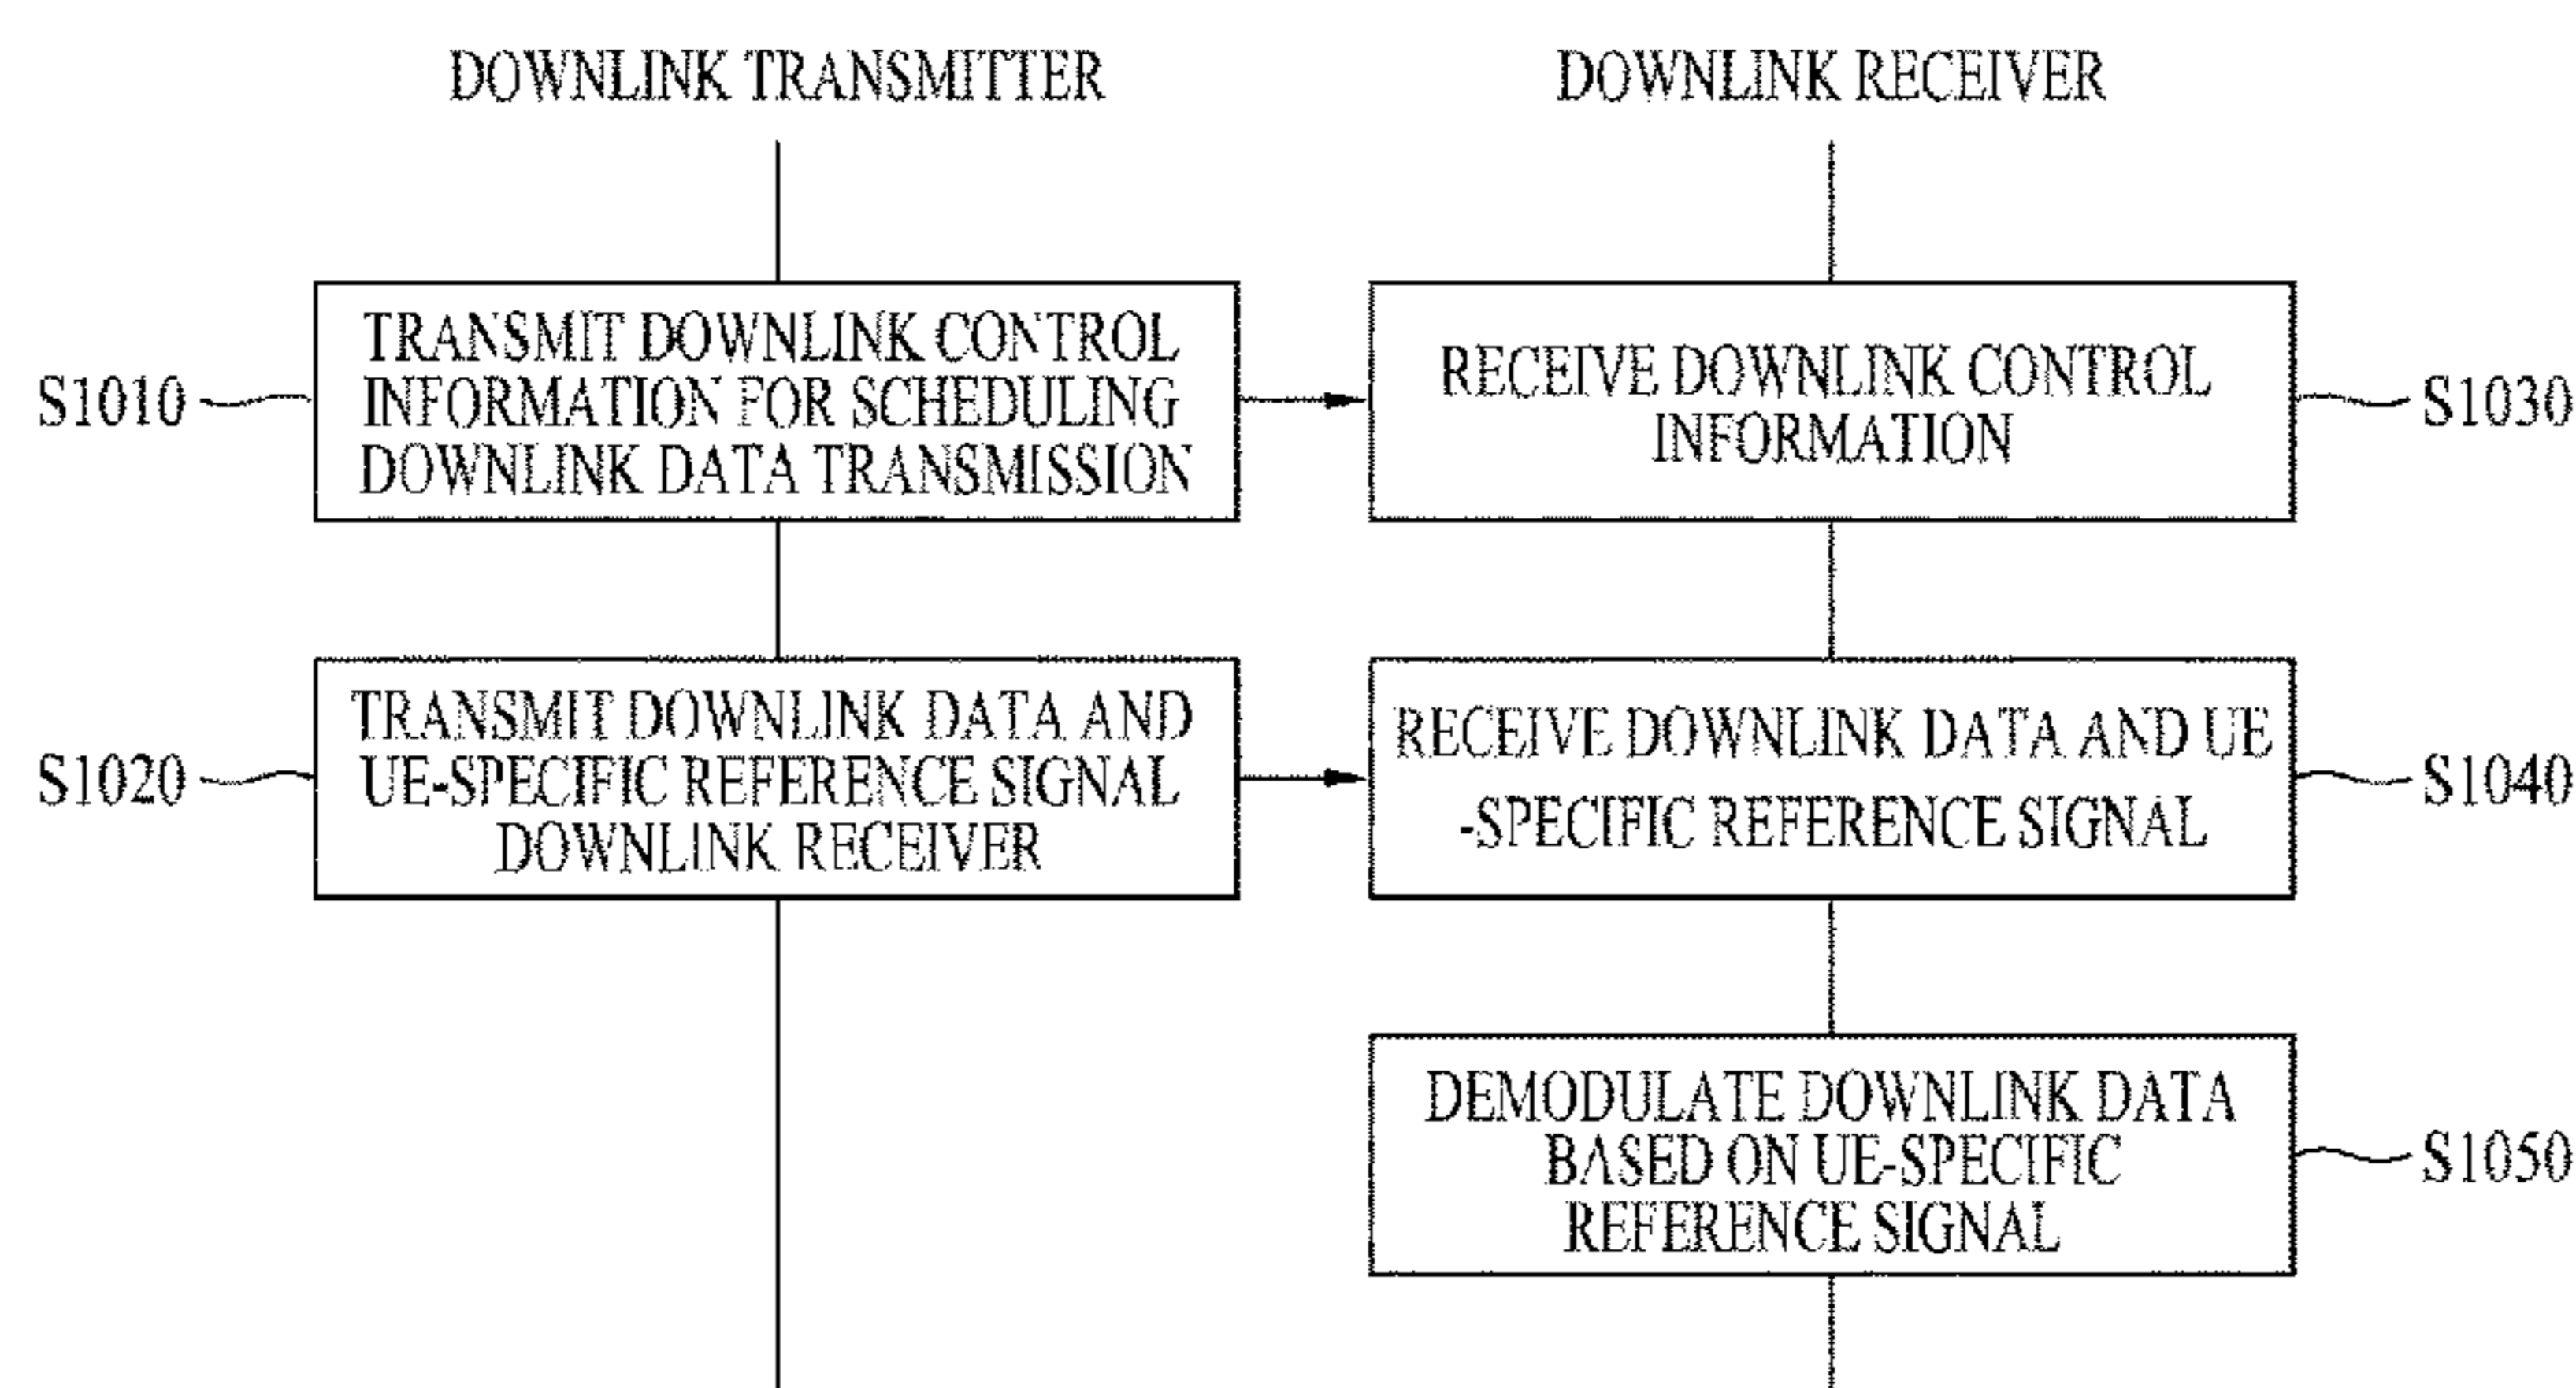 DOWNLINK TRANSMITTER
DOWNLINK RECEIVER
S1010
TRANSMIT DOWNLINK CONTROL
INFORMATION FOR SCHEDULING
DOWNLINK DATA TRANSMISSION
RECEIVE DOWNLINK CONTROL
INFORMATION
S1030
S1020
TRANSMIT DOWNLINK DATA AND
UE-SPECIFIC REFERENCE SIGNAL
DOWNLINK RECEIVER
RECEIVE DOWNLINK DATA AND UE
-SPECIFIC REFERENCE SIGNAL
S1040
DEMODULATE DOWNLINK DATA
BASED ON UE-SPECIFIC
REFERENCE SIGNAL
S1050